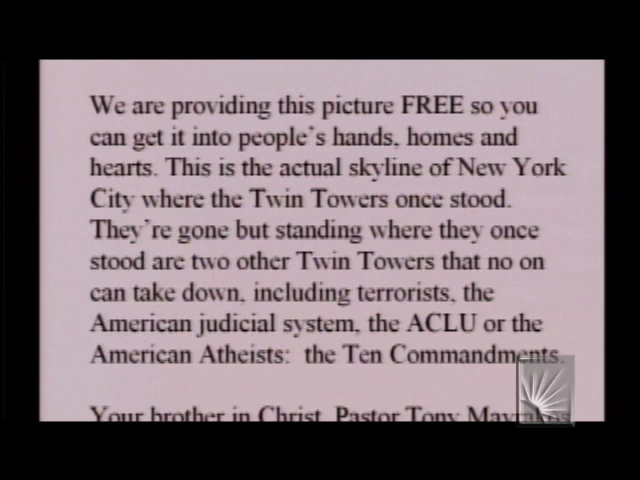 We are providing this picture FREE so you
can get it into people's hands, homes and
hearts. This is the actual skyline of New York
City where the Twin Towers once stood.
They're gone but standing where they once
stood are two other Twin Towers that no on
can take down, including terrorists, the
American judicial system, the ACLU or the
American Atheists: the Ten Commandments.
Your brother in Christ, Pastor Tony Mavrakos